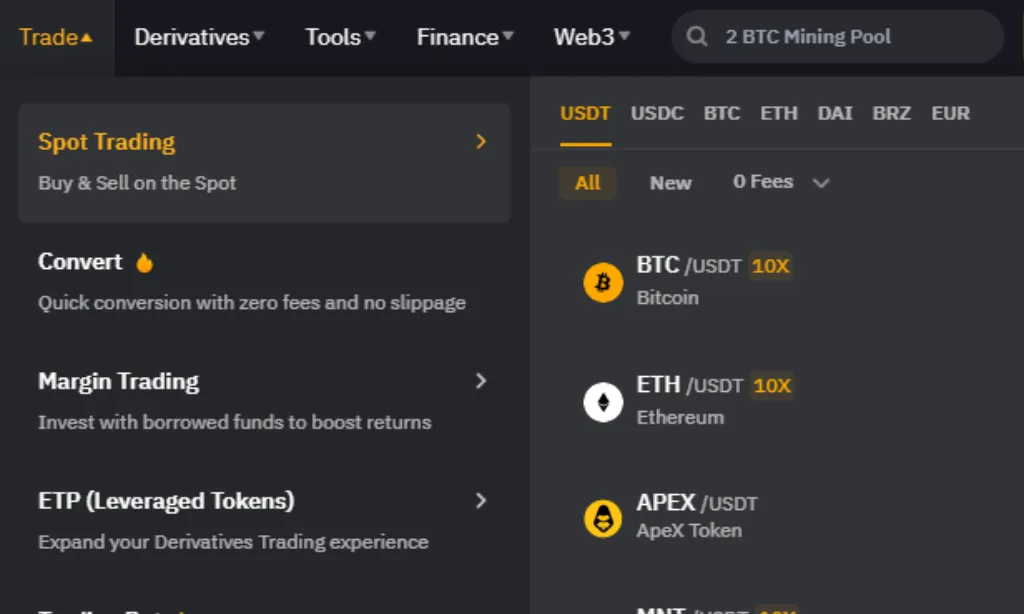 Trade
Derivatives
Tools
Finance
Web3
2 BTC Mining Pool
Spot Trading
Buy & Sell on the Spot
Convert
Quick conversion with zero fees and no slippage
Margin Trading
Invest with borrowed funds to boost returns
ETP (Leveraged Tokens)
Expand your Derivatives Trading experience
USDT USDC BTC ETH DAI BRZ EUR
All New 0 Fees
BTC /USDT 10X
Bitcoin
ETH /USDT 10X
Ethereum
APEX /USDT
ApeX Token
MNT /USDT 10X